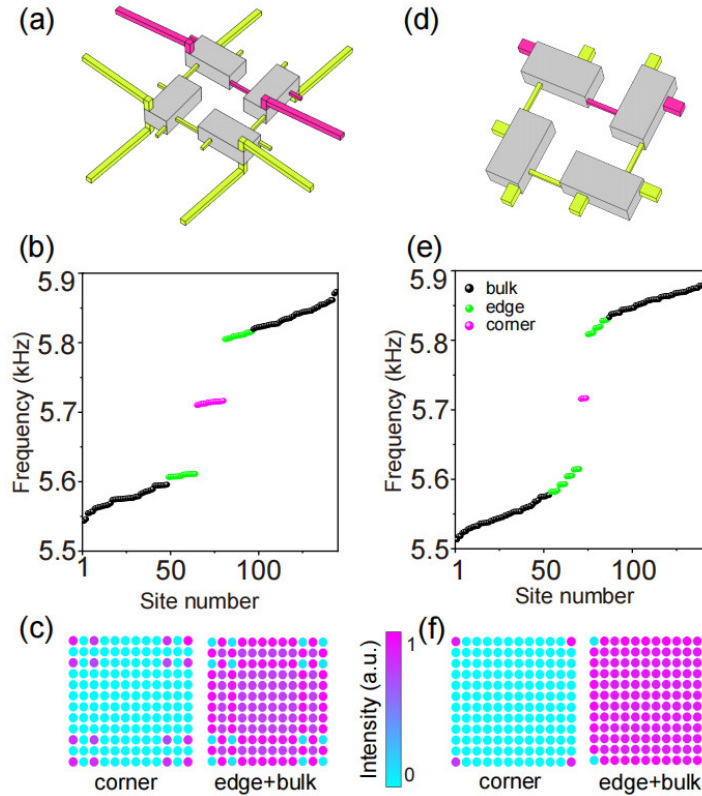 (a)
(d)
(b)
5.9
5.8
5.7
5.6
5.5
Frequency (kHz)
1 50 100
Site number
(e)
5.9
5.8
5.7
5.6
5.5
Frequency (kHz)
bulk
edge
corner
1 50 100
Site number
(c)
corner
edge+bulk
Intensity (a.u.)
1
0
(f)
corner
edge+bulk